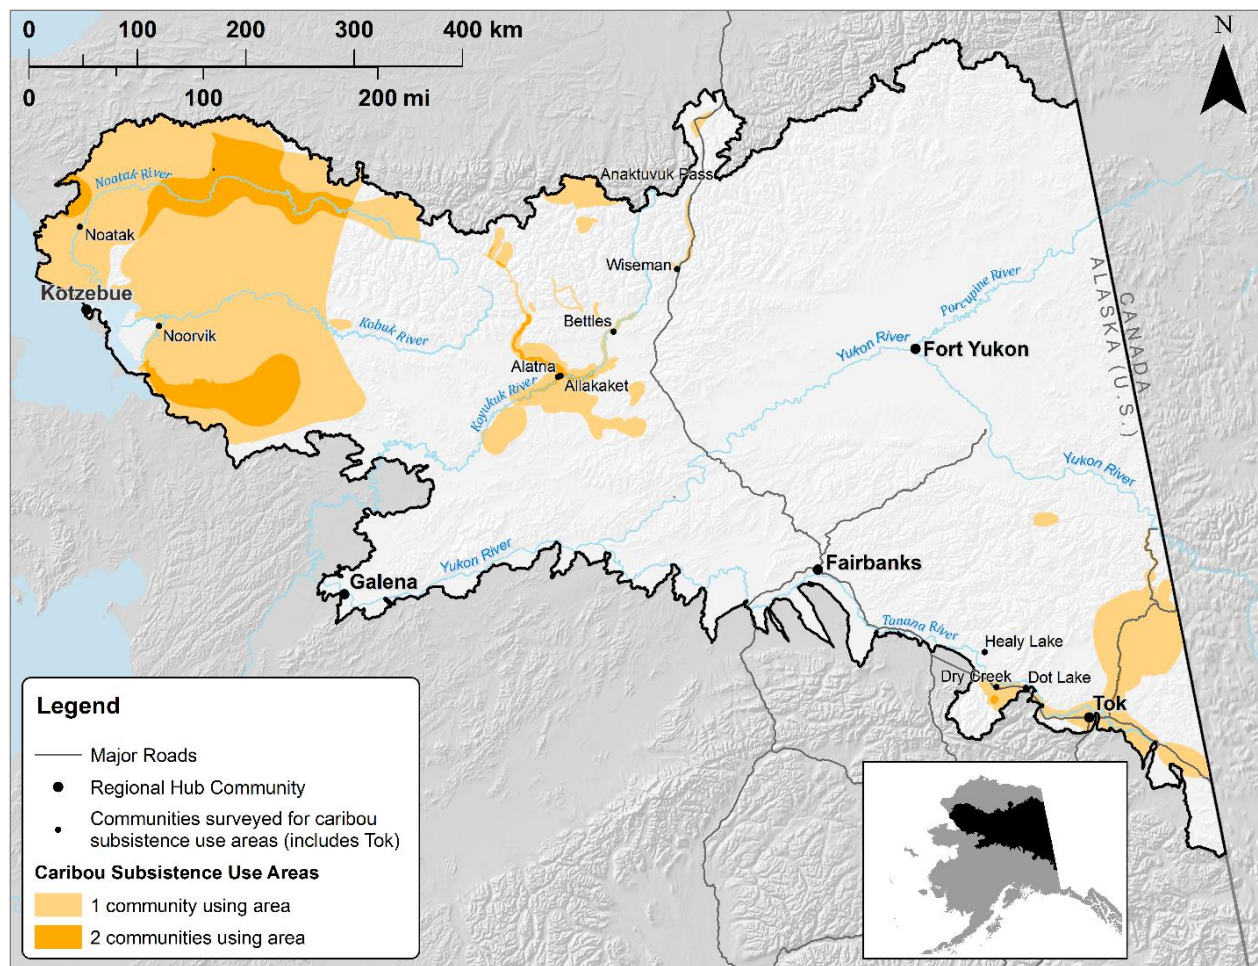 0 100 200 300 400 km
0 100 200 mi
N
Noatak River
Anaktuvuk Pass
Noatak
Wiseman
Kotzebue
Porcupine River
CANADA
ALASKA (U.S.)
Noorvik
Kobuk River
Bettles
Yukon River
Fort Yukon
Alatna
Allakaket
Koyukuk River
Yukon River
Yukon River
Fairbanks
Galena
Tanana River
Healy Lake
Dry Creek
Dot Lake
Tok
Legend
Major Roads
Regional Hub Community
Communities surveyed for caribou
subsistence use areas (includes Tok)
Caribou Subsistence Use Areas
1 community using area
2 communities using area